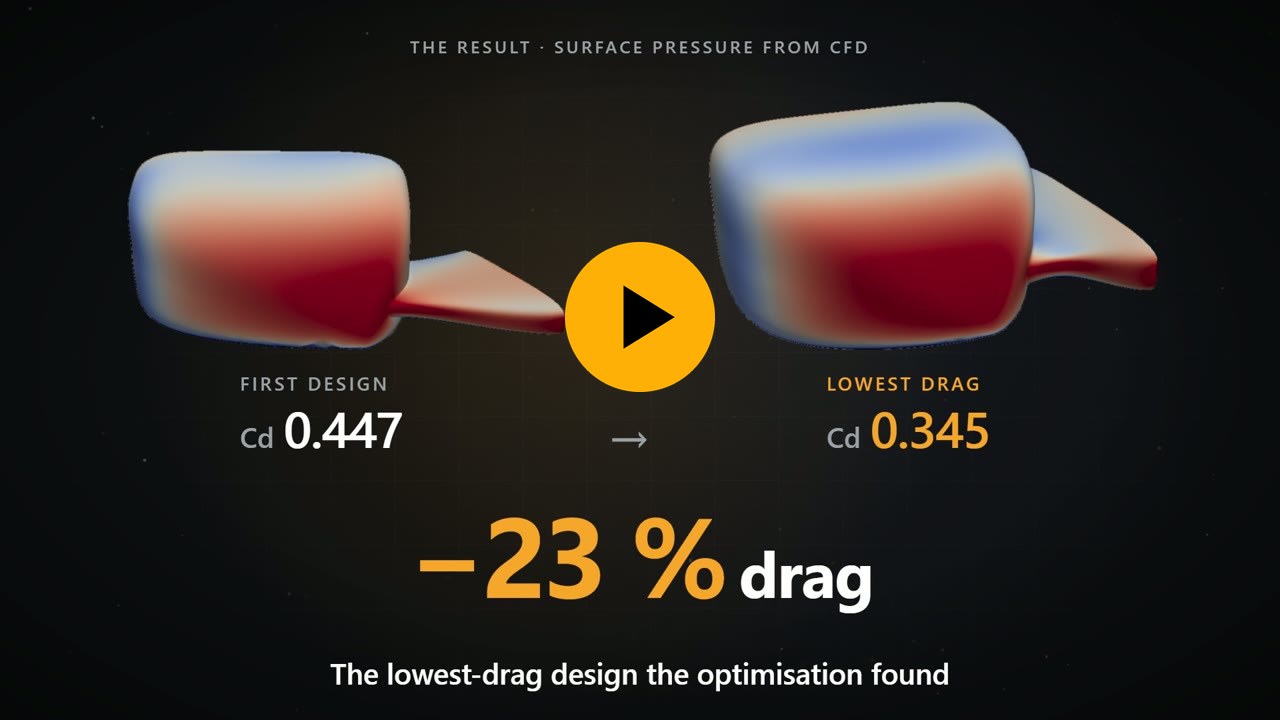 THE RESULT · SURFACE PRESSURE FROM CFD
FIRST DESIGN
Cd 0.447
→
LOWEST DRAG
Cd 0.345
−23 % drag
The lowest-drag design the optimisation found